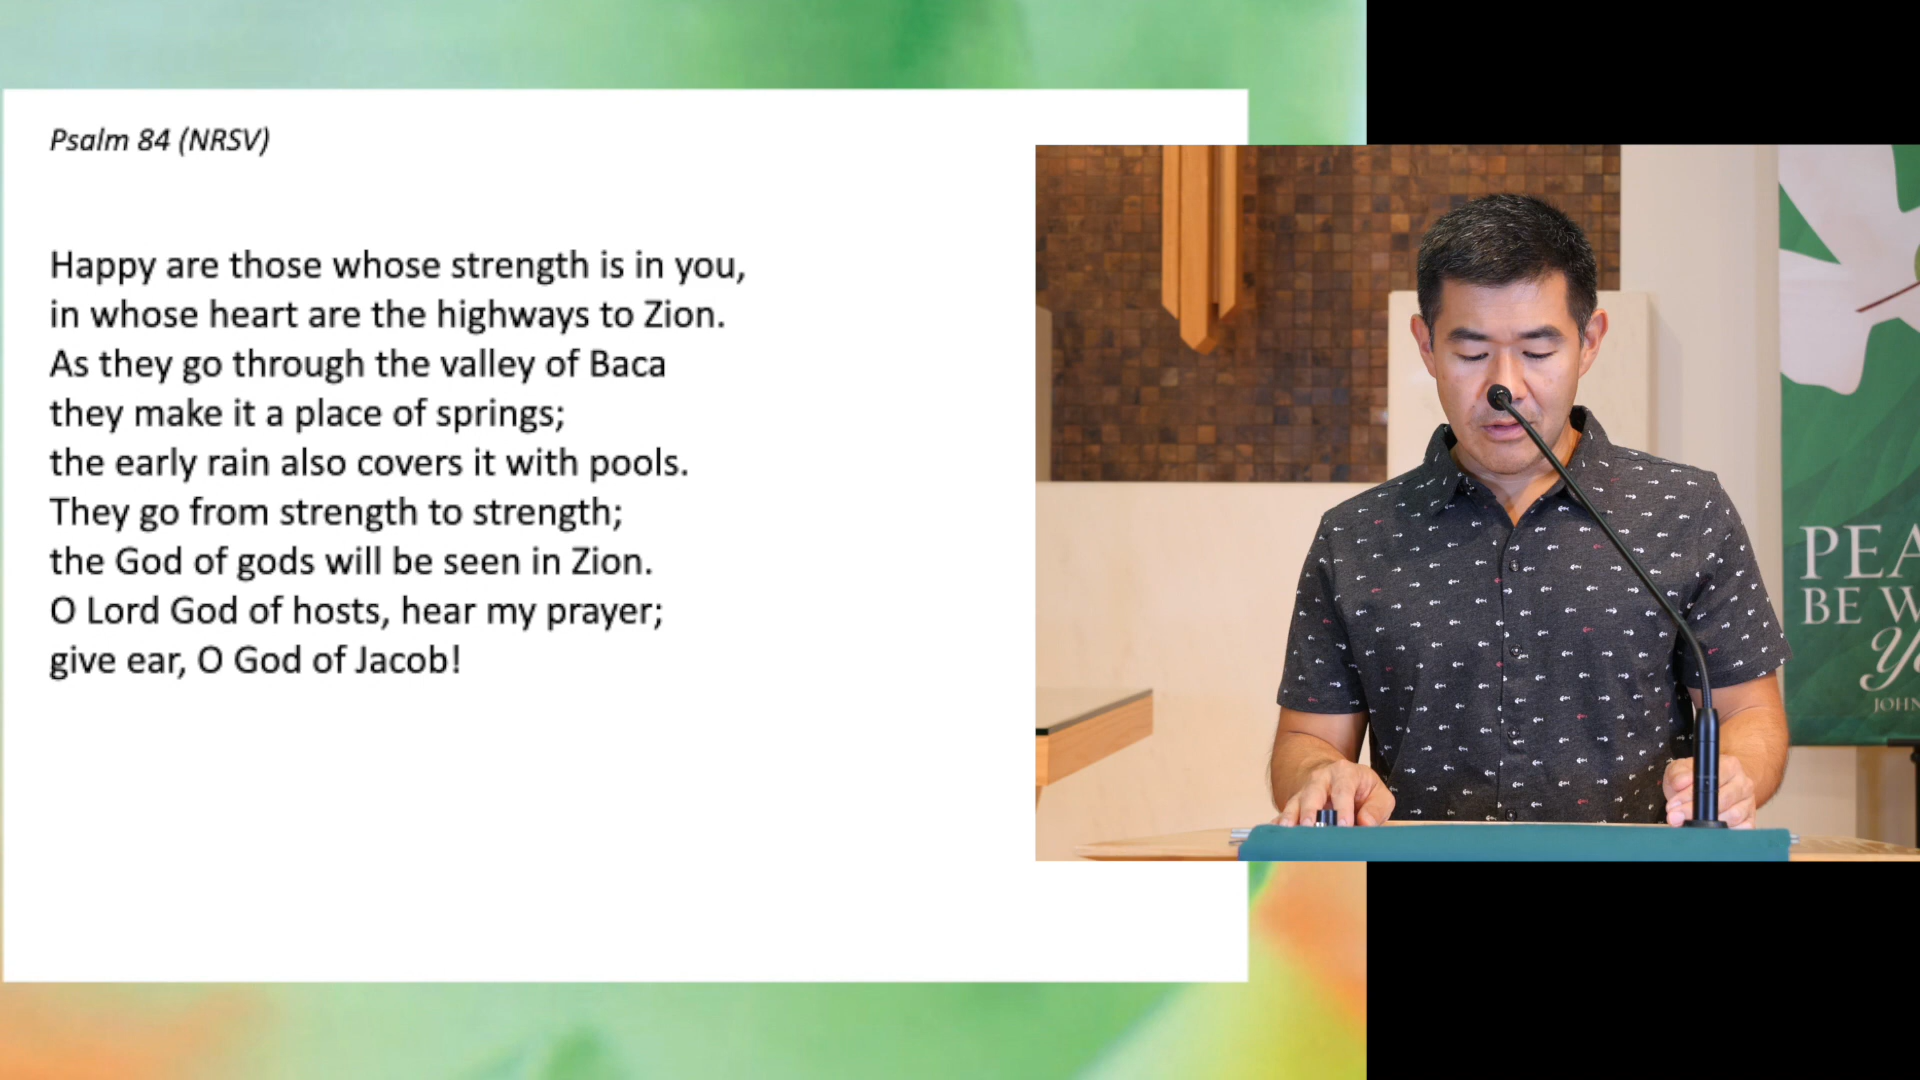 Psalm 84 (NRSV)
Happy are those whose strength is in you,
in whose heart are the highways to Zion.
As they go through the valley of Baca
they make it a place of springs;
the early rain also covers it with pools.
They go from strength to strength;
the God of gods will be seen in Zion.
O Lord God of hosts, hear my prayer;
give ear, O God of Jacob!
PEA
BE W
JOHN